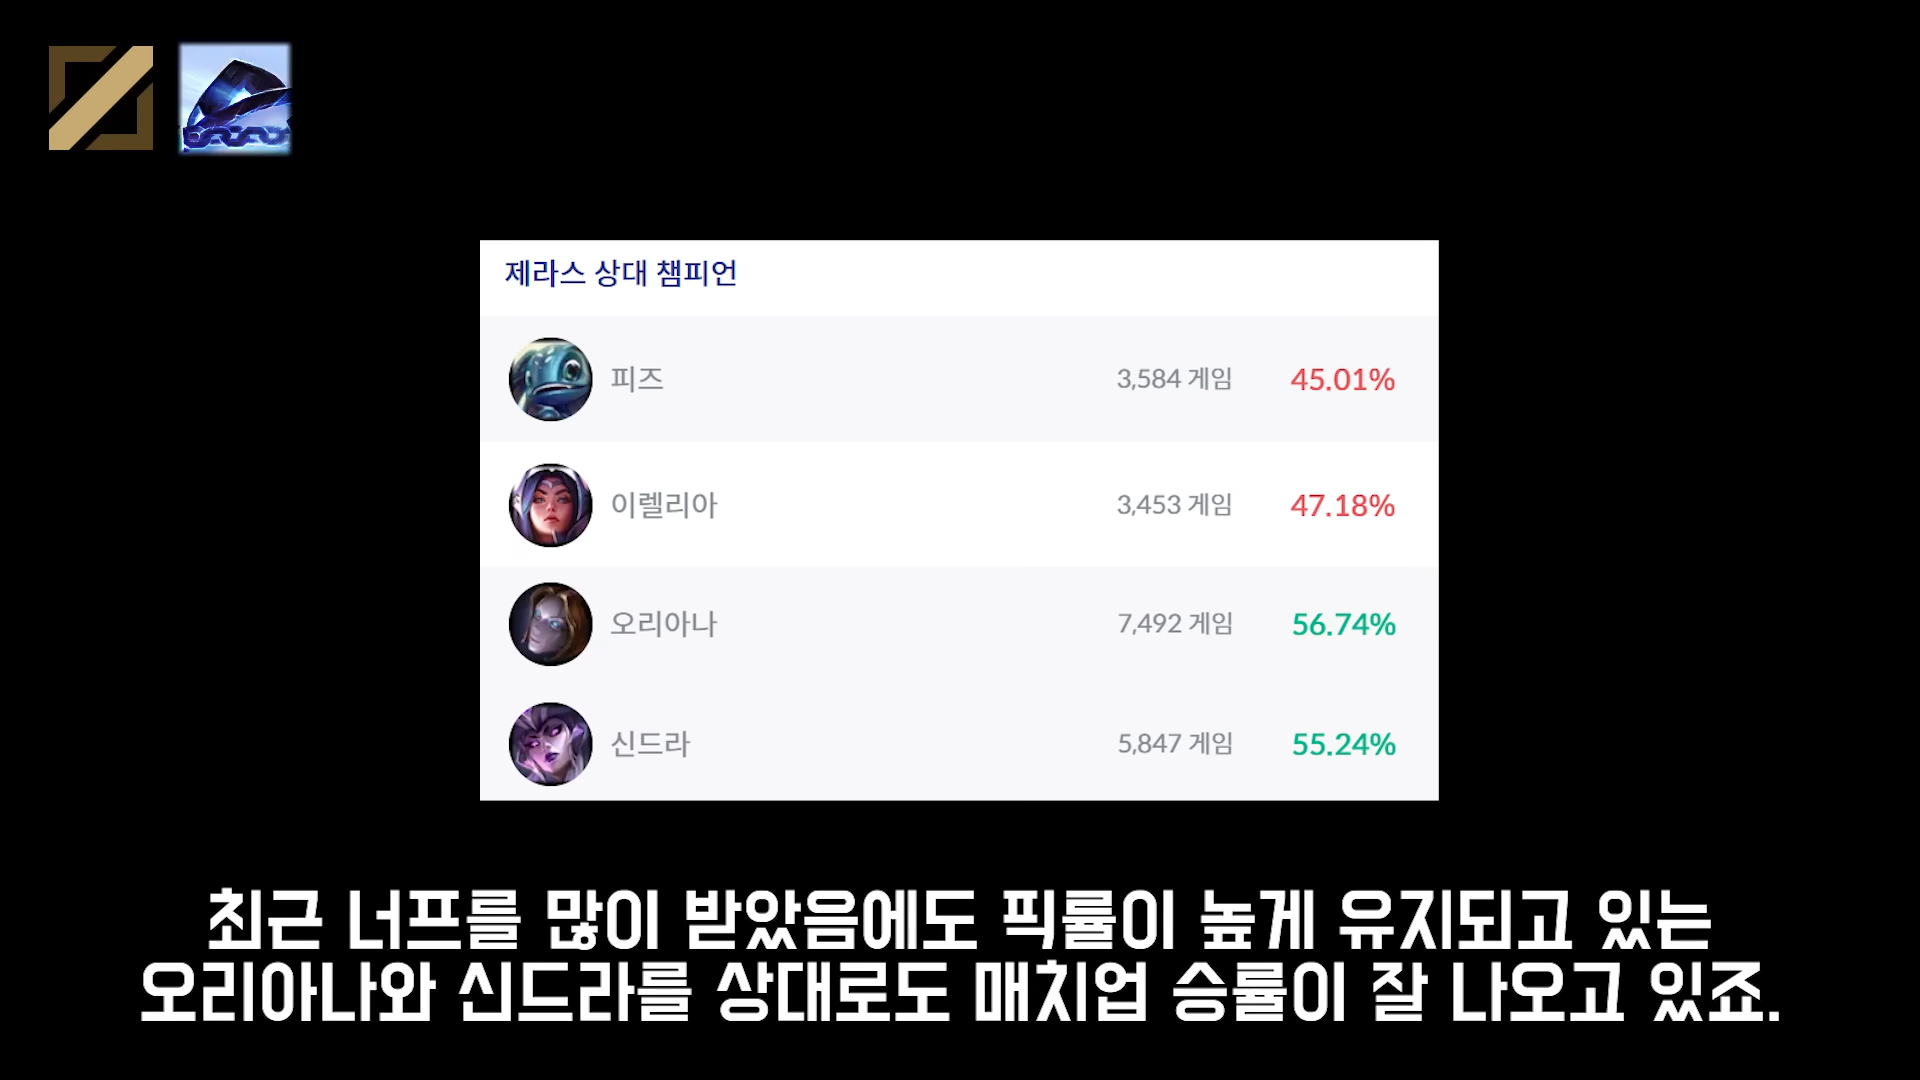 제라스 상대 챔피언
피즈 3,584 게임 45.01%
이렐리아 3,453 게임 47.18%
오리아나 7,492 게임 56.74%
신드라 5,847 게임 55.24%
최근 너프를 많이 받았음에도 픽률이 높게 유지되고 있는
오리아나와 신드라를 상대로도 매치업 승률이 잘 나오고 있죠.